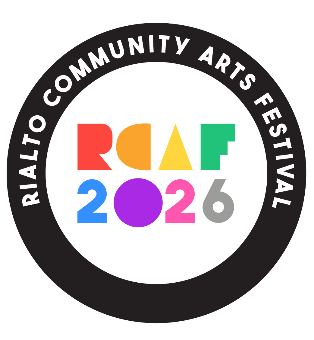 RIALTO COMMUNITY ARTS FESTIVAL
RCAF
2026